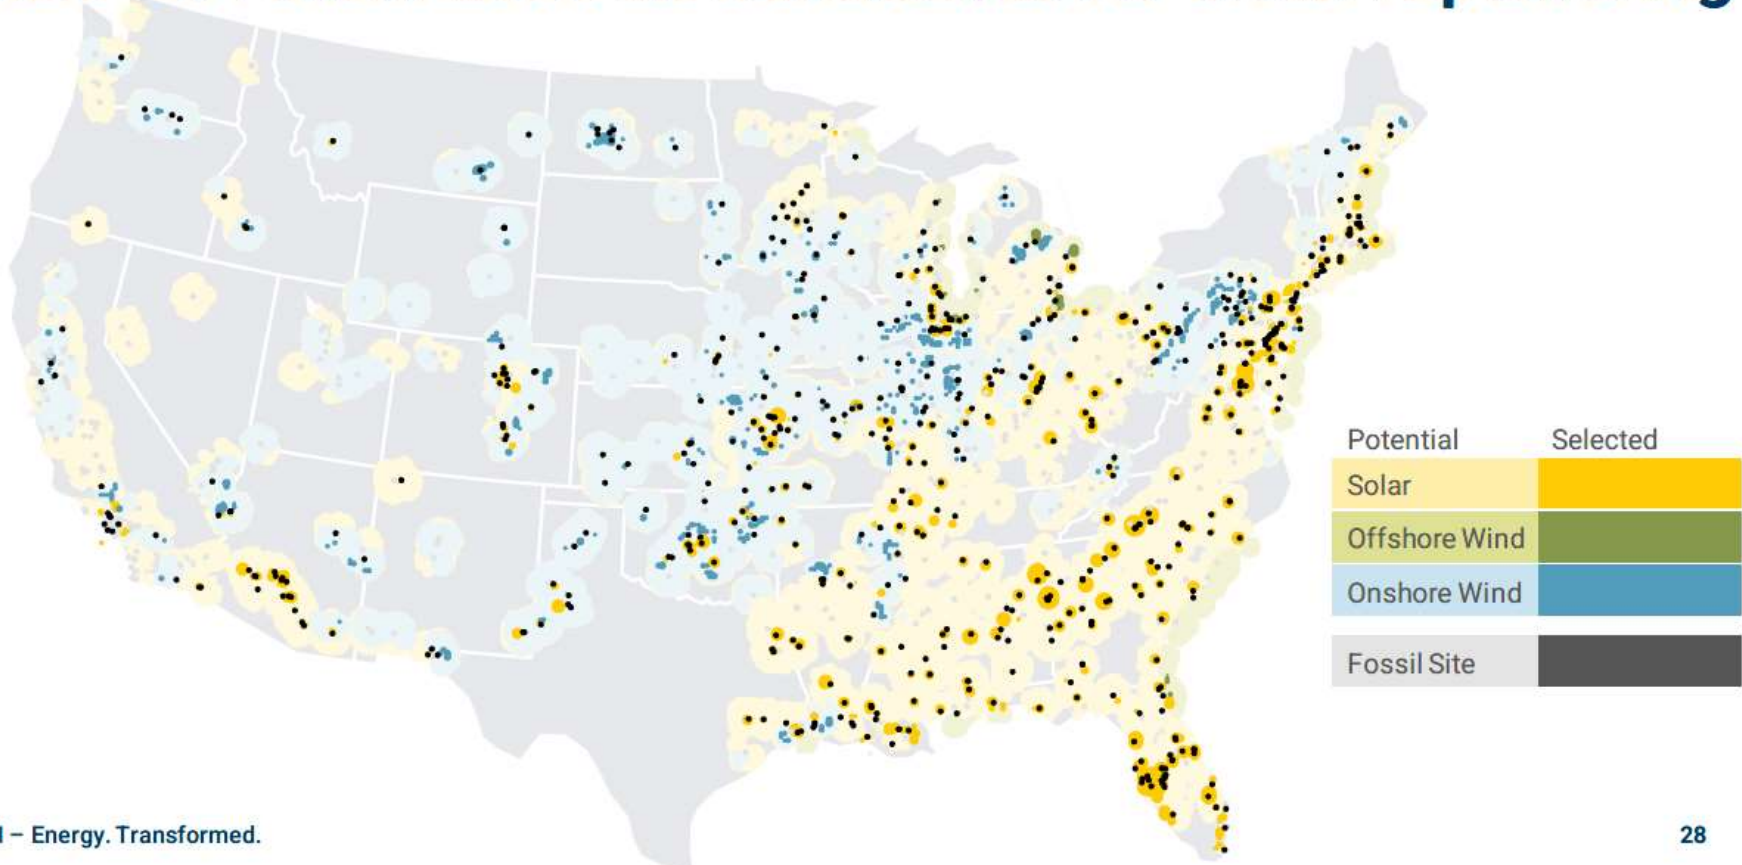 Potential Selected
Solar
Offshore Wind
Onshore Wind
Fossil Site
– Energy. Transformed.
28